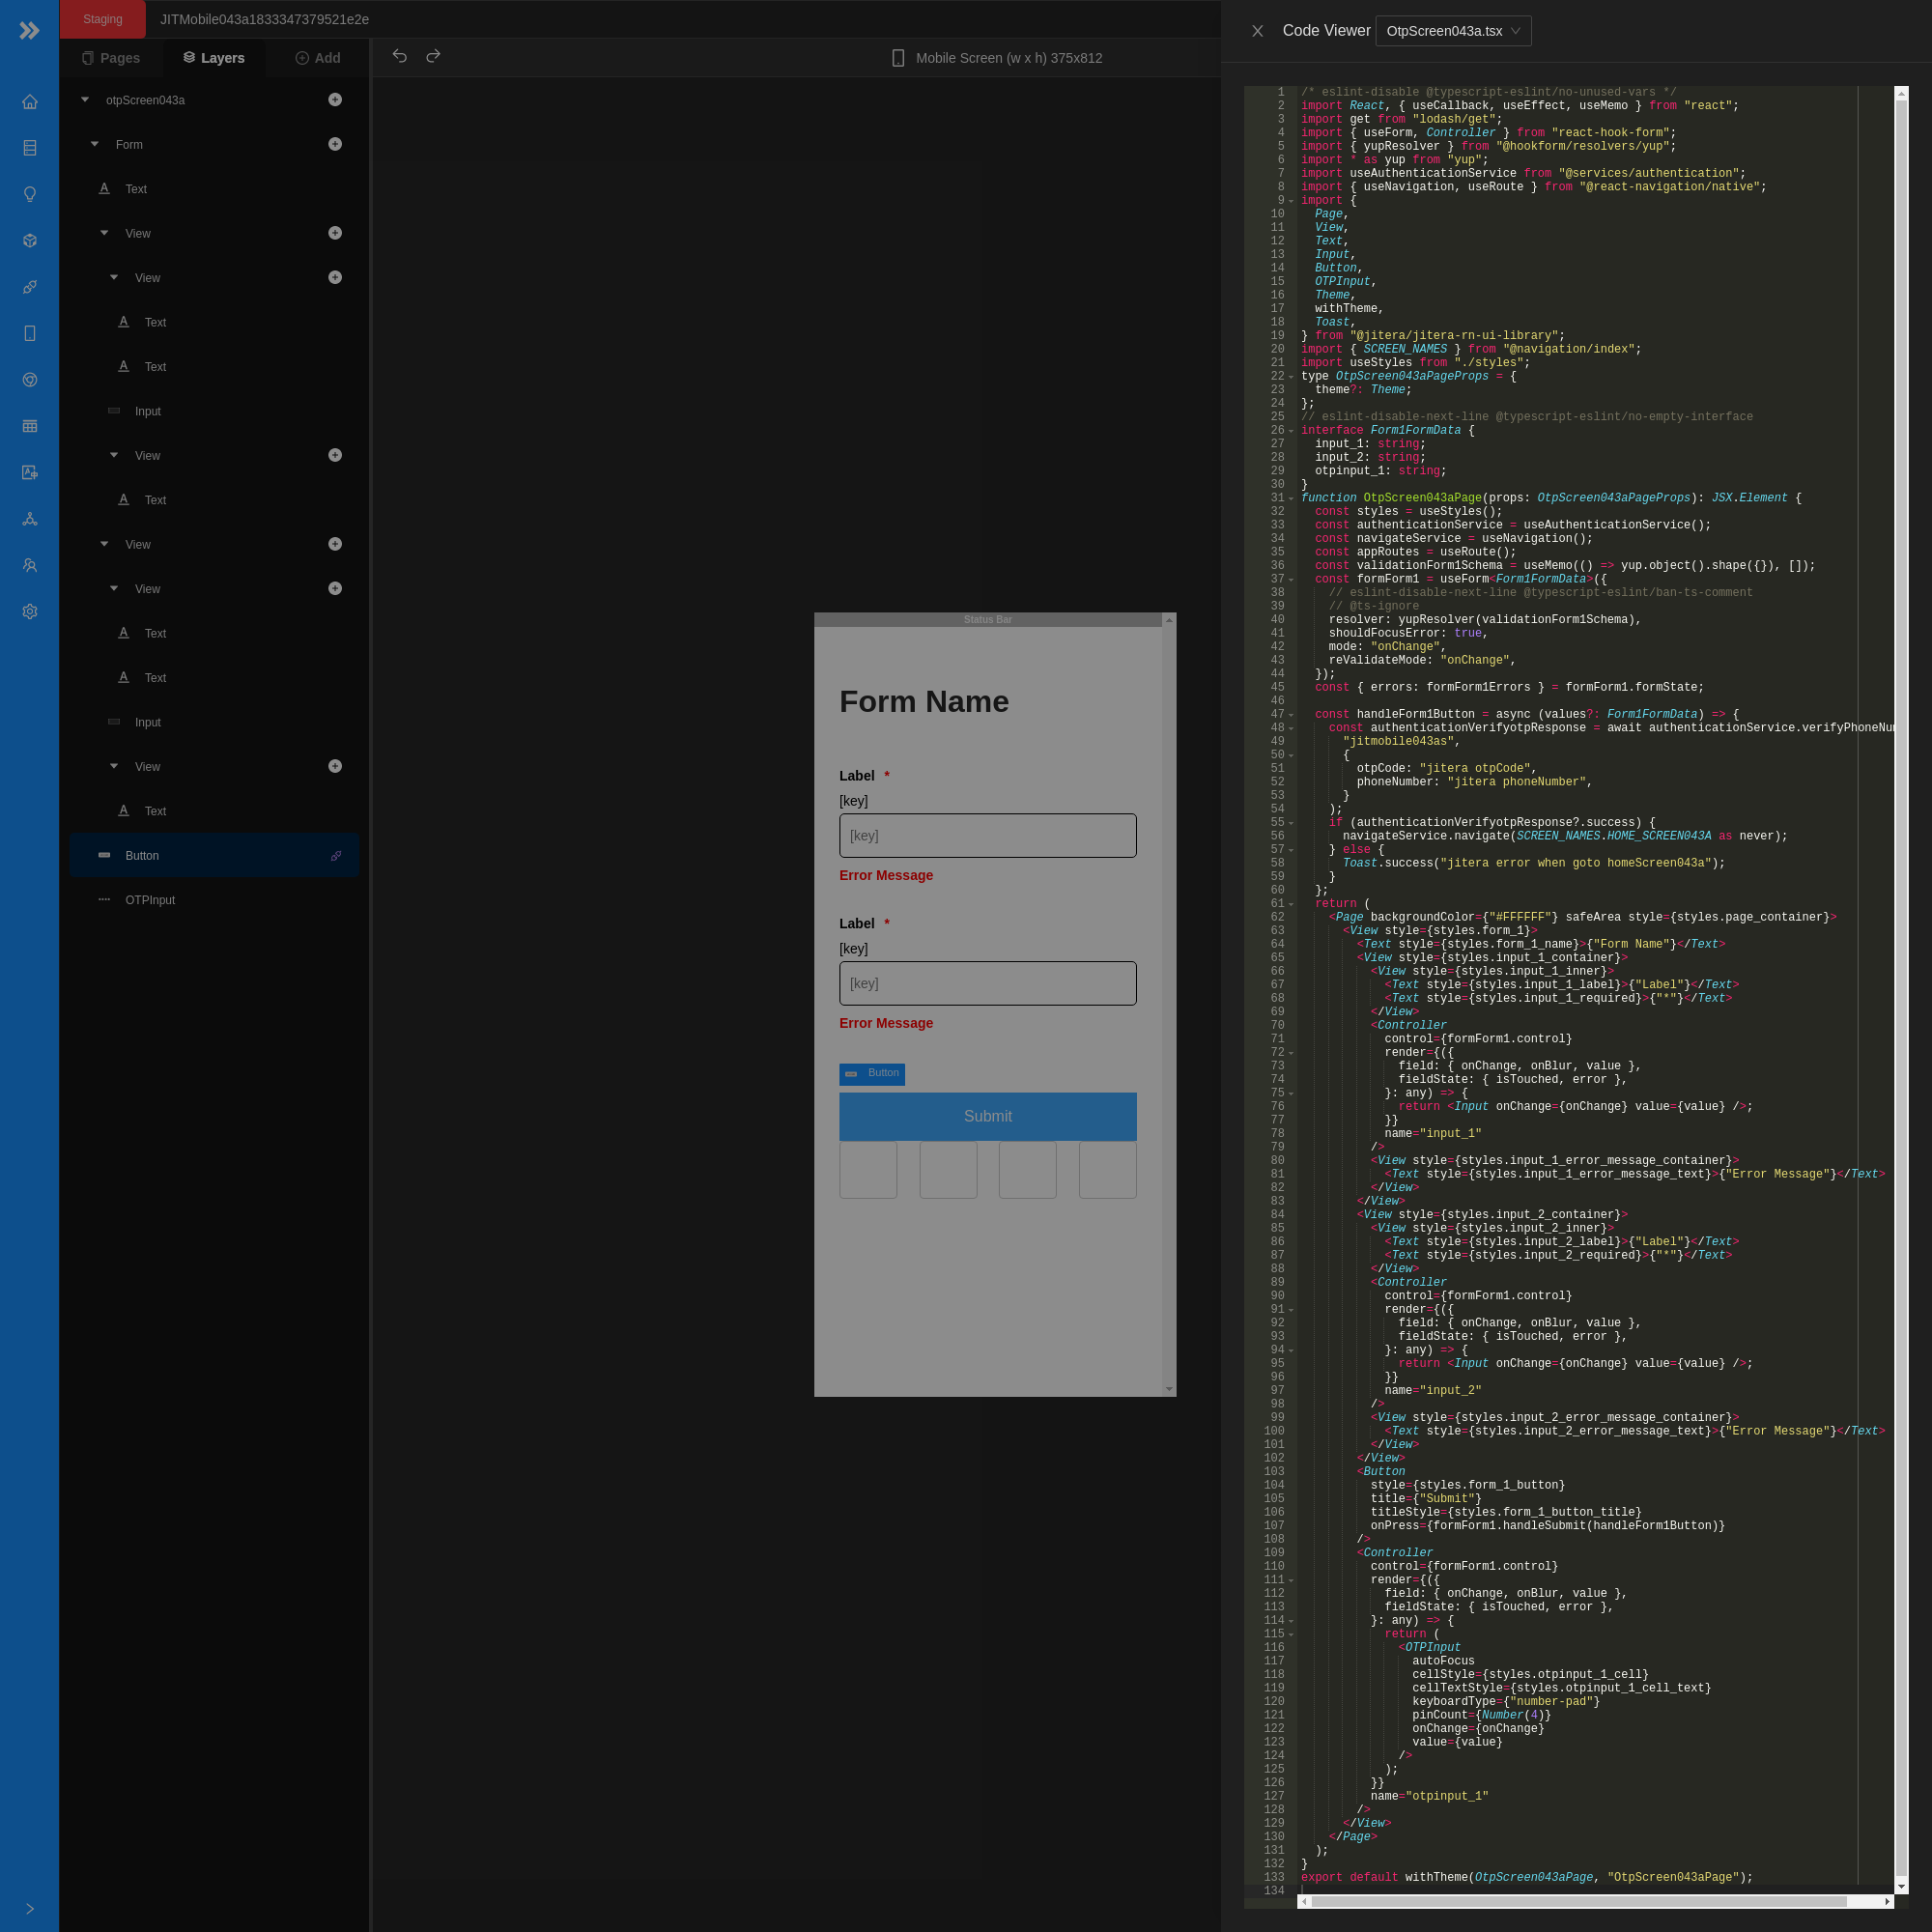 Staging
JITMobile043a1833347379521e2e
Pages
Layers
Add
Mobile Screen (w x h) 375x812
otpScreen043a
Form
Text
View
View
Text
Text
Input
View
Text
View
View
Text
Text
Input
View
Text
Button
OTPInput
Status Bar
Form Name
Label *
[key]
[key]
Error Message
Label *
[key]
[key]
Error Message
Button
Submit
Code Viewer OtpScreen043a.tsx
1 /* eslint-disable @typescript-eslint/no-unused-vars */
2 import React, { useCallback, useEffect, useMemo } from "react";
3 import get from "lodash/get";
4 import { useForm, Controller } from "react-hook-form";
5 import { yupResolver } from "@hookform/resolvers/yup";
6 import * as yup from "yup";
7 import useAuthenticationService from "@services/authentication";
8 import { useNavigation, useRoute } from "@react-navigation/native";
9 import {
10   Page,
11   View,
12   Text,
13   Input,
14   Button,
15   OTPInput,
16   Theme,
17   withTheme,
18   Toast,
19 } from "@jitera/jitera-rn-ui-library";
20 import { SCREEN_NAMES } from "@navigation/index";
21 import useStyles from "./styles";
22 type OtpScreen043aPageProps = {
23   theme?: Theme;
24 };
25 // eslint-disable-next-line @typescript-eslint/no-empty-interface
26 interface Form1FormData {
27   input_1: string;
28   input_2: string;
29   otpinput_1: string;
30 }
31 function OtpScreen043aPage(props: OtpScreen043aPageProps): JSX.Element {
32   const styles = useStyles();
33   const authenticationService = useAuthenticationService();
34   const navigateService = useNavigation();
35   const appRoutes = useRoute();
36   const validationForm1Schema = useMemo(() => yup.object().shape({}), []);
37   const formForm1 = useForm<Form1FormData>({
38     // eslint-disable-next-line @typescript-eslint/ban-ts-comment
39     // @ts-ignore
40     resolver: yupResolver(validationForm1Schema),
41     shouldFocusError: true,
42     mode: "onChange",
43     reValidateMode: "onChange",
44   });
45   const { errors: formForm1Errors } = formForm1.formState;
46
47   const handleForm1Button = async (values?: Form1FormData) => {
48     const authenticationVerifyotpResponse = await authenticationService.verifyPhoneNu
49       "jitmobile043as",
50       {
51         otpCode: "jitera otpCode",
52         phoneNumber: "jitera phoneNumber",
53       }
54     );
55     if (authenticationVerifyotpResponse?.success) {
56       navigateService.navigate(SCREEN_NAMES.HOME_SCREEN043A as never);
57     } else {
58       Toast.success("jitera error when goto homeScreen043a");
59     }
60   };
61   return (
62     <Page backgroundColor={"#FFFFFF"} safeArea style={styles.page_container}>
63       <View style={styles.form_1}>
64         <Text style={styles.form_1_name}>{"Form Name"}</Text>
65         <View style={styles.input_1_container}>
66           <View style={styles.input_1_inner}>
67             <Text style={styles.input_1_label}>{"Label"}</Text>
68             <Text style={styles.input_1_required}>{"*"}</Text>
69           </View>
70           <Controller
71             control={formForm1.control}
72             render={({
73               field: { onChange, onBlur, value },
74               fieldState: { isTouched, error },
75             }: any) => {
76               return <Input onChange={onChange} value={value} />;
77             }}
78             name="input_1"
79           />
80           <View style={styles.input_1_error_message_container}>
81             <Text style={styles.input_1_error_message_text}>{"Error Message"}</Text>
82           </View>
83         </View>
84         <View style={styles.input_2_container}>
85           <View style={styles.input_2_inner}>
86             <Text style={styles.input_2_label}>{"Label"}</Text>
87             <Text style={styles.input_2_required}>{"*"}</Text>
88           </View>
89           <Controller
90             control={formForm1.control}
91             render={({
92               field: { onChange, onBlur, value },
93               fieldState: { isTouched, error },
94             }: any) => {
95               return <Input onChange={onChange} value={value} />;
96             }}
97             name="input_2"
98           />
99           <View style={styles.input_2_error_message_container}>
100             <Text style={styles.input_2_error_message_text}>{"Error Message"}</Text>
101           </View>
102         </View>
103         <Button
104           style={styles.form_1_button}
105           title={"Submit"}
106           titleStyle={styles.form_1_button_title}
107           onPress={formForm1.handleSubmit(handleForm1Button)}
108         />
109         <Controller
110           control={formForm1.control}
111           render={({
112             field: { onChange, onBlur, value },
113             fieldState: { isTouched, error },
114           }: any) => {
115             return (
116               <OTPInput
117                 autoFocus
118                 cellStyle={styles.otpinput_1_cell}
119                 cellTextStyle={styles.otpinput_1_cell_text}
120                 keyboardType={"number-pad"}
121                 pinCount={Number(4)}
122                 onChange={onChange}
123                 value={value}
124               />
125             );
126           }}
127           name="otpinput_1"
128         />
129       </View>
130     </Page>
131   );
132 }
133 export default withTheme(OtpScreen043aPage, "OtpScreen043aPage");
134